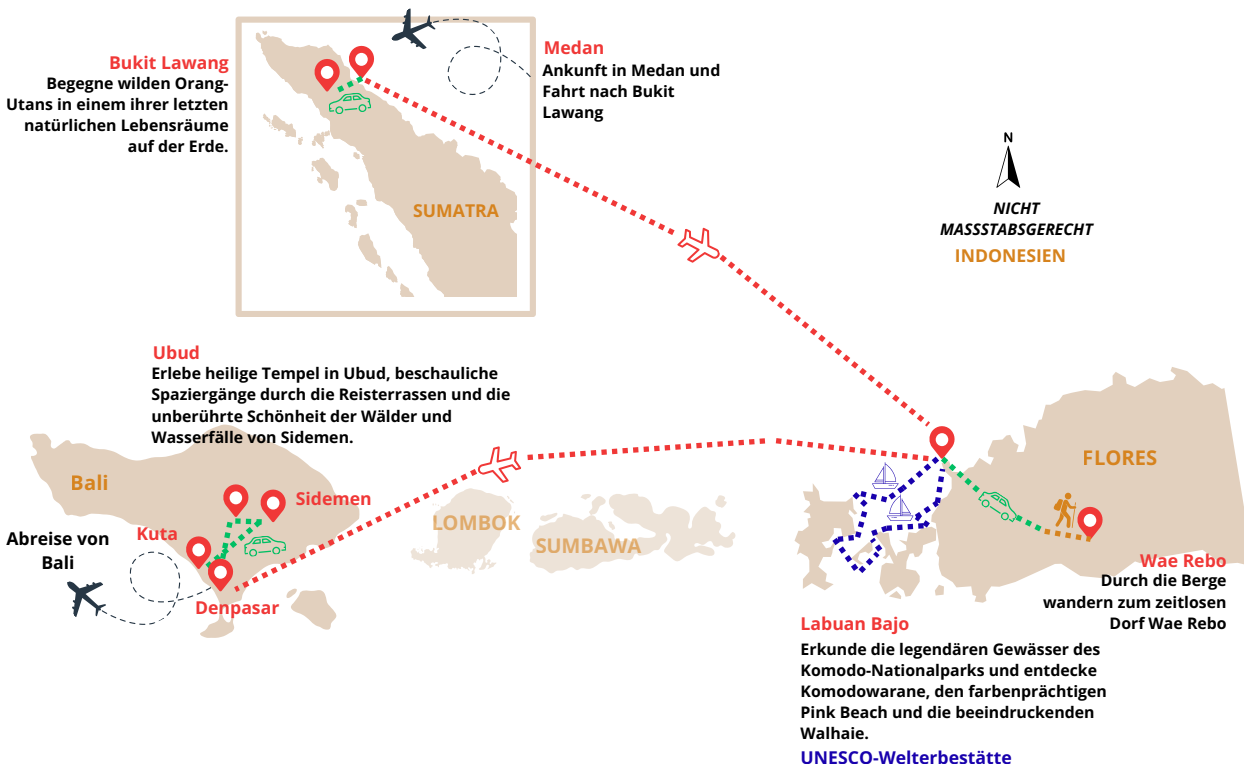 Bukit Lawang
Begegne wilden Orang-
Utans in einem ihrer letzten
natürlichen Lebensräume
auf der Erde.
Medan
Ankunft in Medan und
Fahrt nach Bukit
Lawang
SUMATRA
N
NICHT
MASSSTABSGERECHT
INDONESIEN
Ubud
Erlebe heilige Tempel in Ubud, beschauliche
Spaziergänge durch die Reisterrassen und die
unberührte Schönheit der Wälder und
Wasserfälle von Sidemen.
Bali
Sidemen
Kuta
Abreise von
Bali
Denpasar
LOMBOK
SUMBAWA
FLORES
Wae Rebo
Durch die Berge
wandern zum zeitlosen
Dorf Wae Rebo
Labuan Bajo
Erkunde die legendären Gewässer des
Komodo-Nationalparks und entdecke
Komodowarane, den farbenprächtigen
Pink Beach und die beeindruckenden
Walhaie.
UNESCO-Welterbestätte